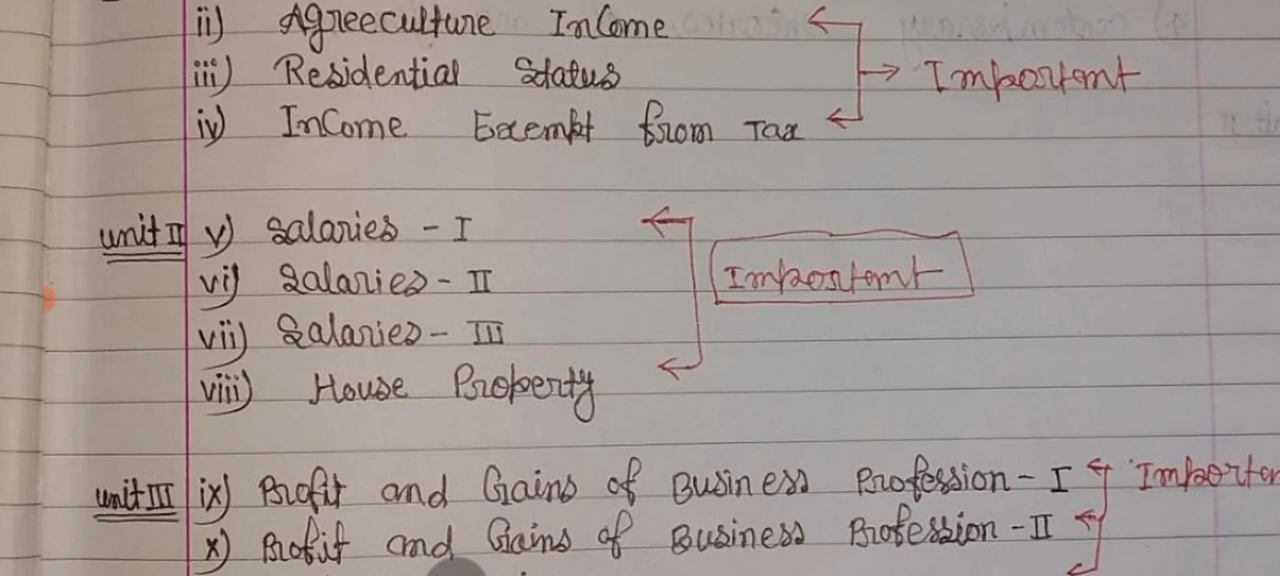 ii) Agreeculture Income
iii) Residential Status → Important
iv) Income Exempt from Tax
unit II v) Salaries - I
vi) Salaries - II Important
vii) Salaries - III
viii) House Property
unit III ix) Profit and Gains of Business Profession - I
x) Profit and Gains of Business Profession - II